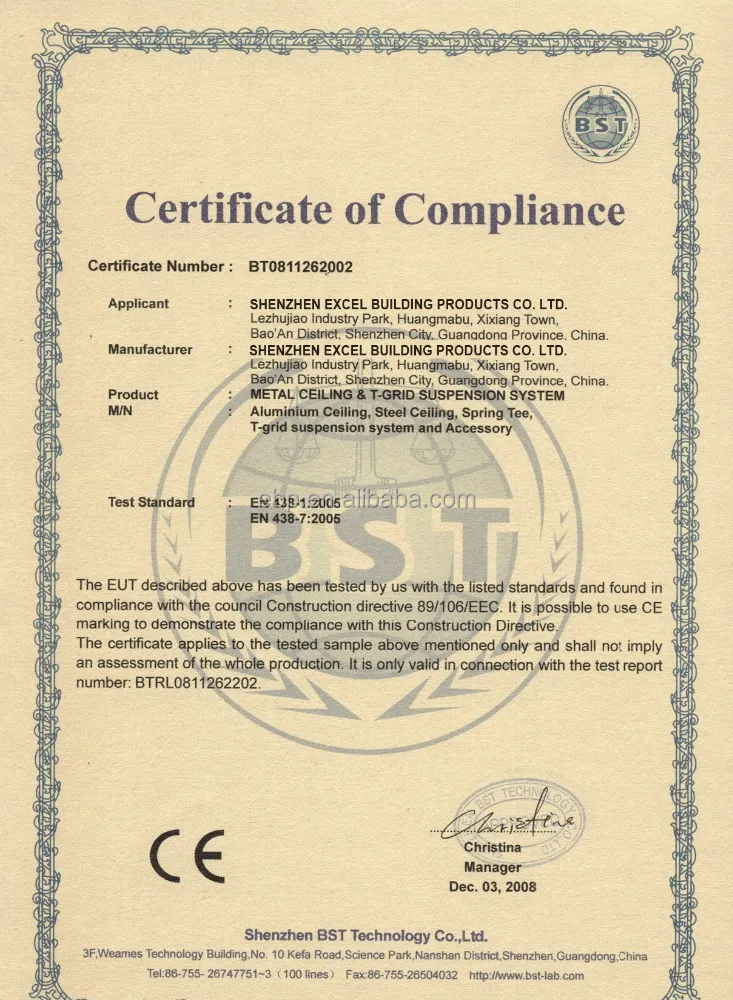 BST
Certificate of Compliance
Certificate Number : BT0811262002
Applicant : SHENZHEN EXCEL BUILDING PRODUCTS CO. LTD.
Lezhujiao Industry Park, Huangmabu, Xixiang Town,
Bao'An District, Shenzhen City, Guangdong Province, China.
Manufacturer : SHENZHEN EXCEL BUILDING PRODUCTS CO. LTD.
Lezhujiao Industry Park, Huangmabu, Xixiang Town,
Bao'An District, Shenzhen City, Guangdong Province, China.
Product : METAL CEILING & T-GRID SUSPENSION SYSTEM
M/N : Aluminium Ceiling, Steel Ceiling, Spring Tee,
T-grid suspension system and Accessory
Test Standard : EN 438-1:2005
.en.alibaba.com
EN 438-7:2005
BST
The EUT described above has been tested by us with the listed standards and found in
compliance with the council Construction directive 89/106/EEC. It is possible to use CE
marking to demonstrate the compliance with this Construction Directive.
The certificate applies to the tested sample above mentioned only and shall not imply
an assessment of the whole production. It is only valid in connection with the test report
number: BTRL0811262202.
BST TECHNOLOGY CO LTD
Christine
CE
Christina
Manager
Dec. 03, 2008
Shenzhen BST Technology Co.,Ltd.
3F,Weames Technology Building,No. 10 Kefa Road,Science Park,Nanshan District,Shenzhen,Guangdong,China
Tel:86-755- 26747751~3（100 lines） Fax:86-755-26504032 http://www.bst-lab.com